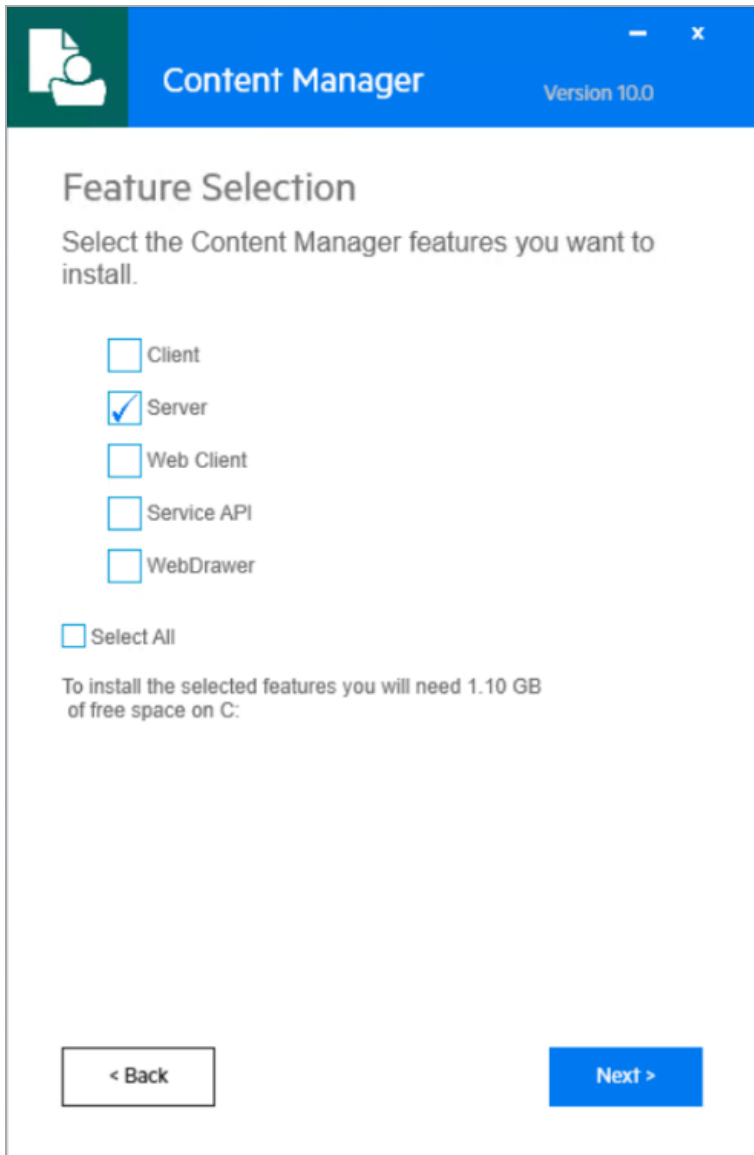 Content Manager
Version 10.0
Feature Selection
Select the Content Manager features you want to
install.
Client
Server
Web Client
Service API
WebDrawer
Select All
To install the selected features you will need 1.10 GB
of free space on C:
< Back
Next >